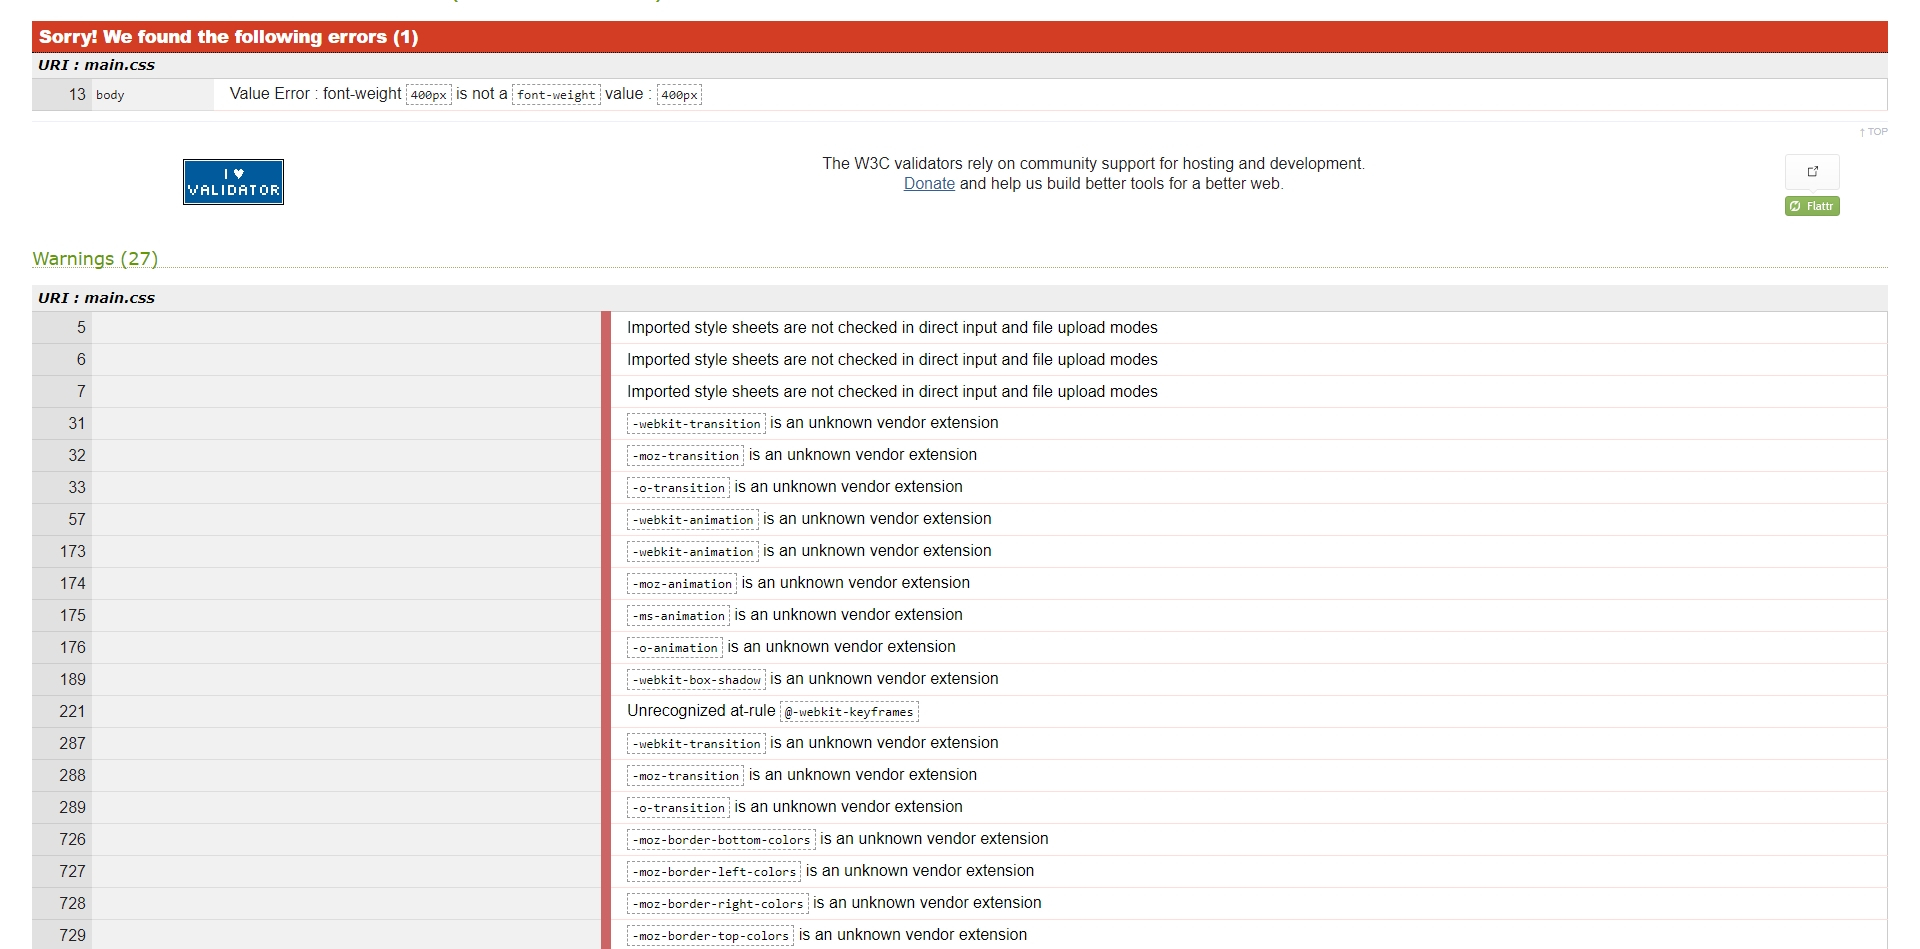 Sorry! We found the following errors (1)
URI : main.css
13 body Value Error : font-weight 400px is not a font-weight value : 400px
↑ TOP
I ♥
VALIDATOR
The W3C validators rely on community support for hosting and development.
Donate and help us build better tools for a better web.
Flattr
Warnings (27)
URI : main.css
5 Imported style sheets are not checked in direct input and file upload modes
6 Imported style sheets are not checked in direct input and file upload modes
7 Imported style sheets are not checked in direct input and file upload modes
31 -webkit-transition is an unknown vendor extension
32 -moz-transition is an unknown vendor extension
33 -o-transition is an unknown vendor extension
57 -webkit-animation is an unknown vendor extension
173 -webkit-animation is an unknown vendor extension
174 -moz-animation is an unknown vendor extension
175 -ms-animation is an unknown vendor extension
176 -o-animation is an unknown vendor extension
189 -webkit-box-shadow is an unknown vendor extension
221 Unrecognized at-rule @-webkit-keyframes
287 -webkit-transition is an unknown vendor extension
288 -moz-transition is an unknown vendor extension
289 -o-transition is an unknown vendor extension
726 -moz-border-bottom-colors is an unknown vendor extension
727 -moz-border-left-colors is an unknown vendor extension
728 -moz-border-right-colors is an unknown vendor extension
729 -moz-border-top-colors is an unknown vendor extension